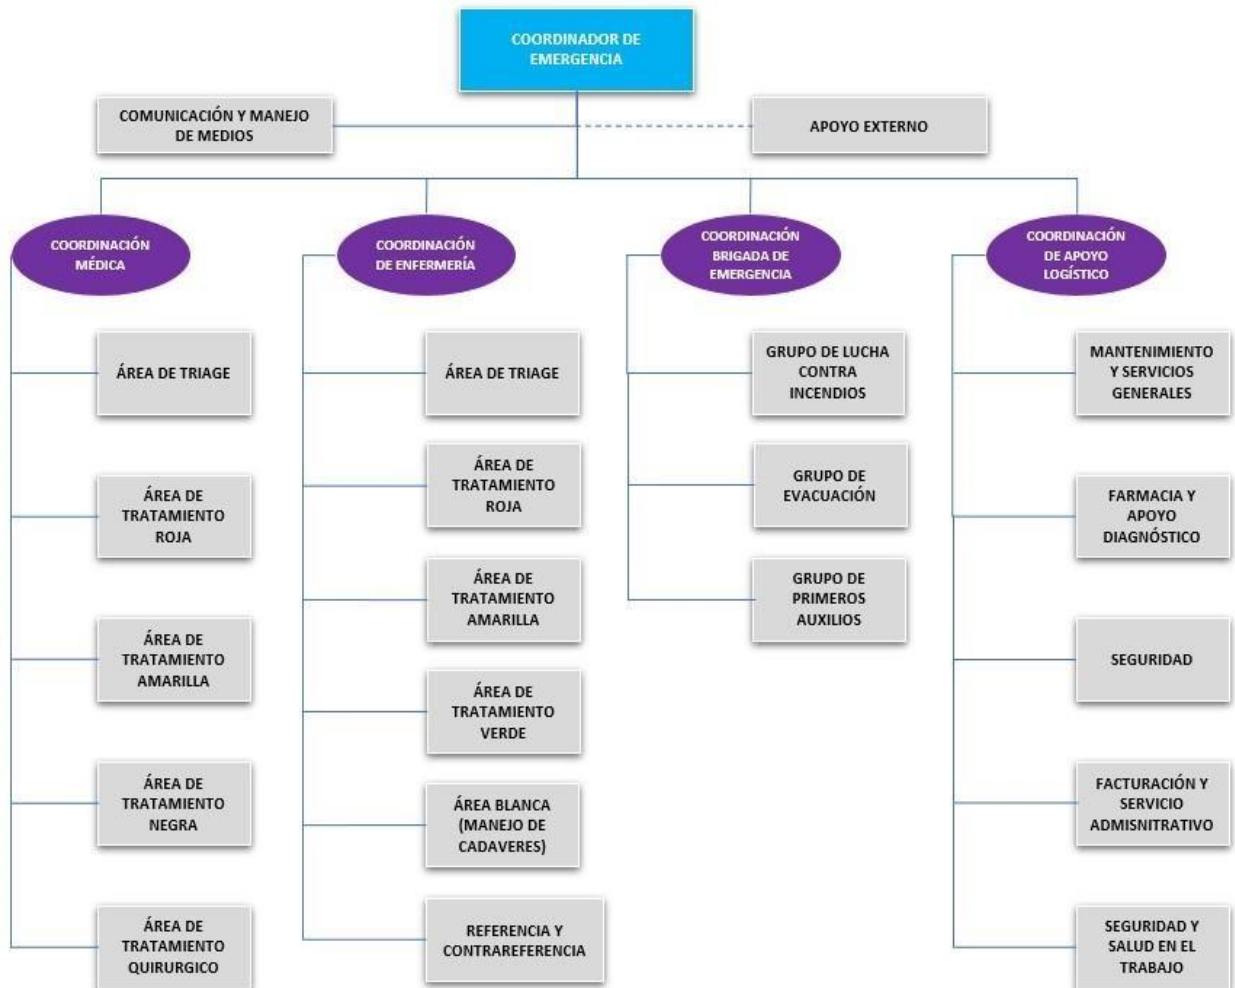 COORDINADOR DE
EMERGENCIA
COMUNICACIÓN Y MANEJO
DE MEDIOS
APOYO EXTERNO
COORDINACIÓN
MÉDICA
COORDINACIÓN
DE ENFERMERÍA
COORDINACIÓN
BRIGADA DE
EMERGENCIA
COORDINACIÓN
DE APOYO
LOGÍSTICO
ÁREA DE TRIAGE
ÁREA DE
TRATAMIENTO
ROJA
ÁREA DE
TRATAMIENTO
AMARILLA
ÁREA DE
TRATAMIENTO
NEGRA
ÁREA DE
TRATAMIENTO
QUIRURGICO
ÁREA DE TRIAGE
ÁREA DE
TRATAMIENTO
ROJA
ÁREA DE
TRATAMIENTO
AMARILLA
ÁREA DE
TRATAMIENTO
VERDE
ÁREA BLANCA
(MANEJO DE
CADAVERES)
REFERENCIA Y
CONTRAREFERENCIA
GRUPO DE LUCHA
CONTRA
INCENDIOS
GRUPO DE
EVACUACIÓN
GRUPO DE
PRIMEROS
AUXILIOS
MANTENIMIENTO
Y SERVICIOS
GENERALES
FARMACIA Y
APOYO
DIAGNÓSTICO
SEGURIDAD
FACTURACIÓN Y
SERVICIO
ADMISNITRATIVO
SEGURIDAD Y
SALUD EN EL
TRABAJO